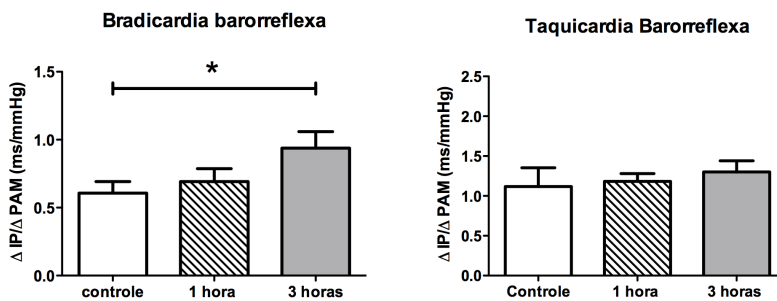 Bradicardia barorreflexa
Δ IP/Δ PAM (ms/mmHg)
1.5
1.0
0.5
0.0
*
controle
1 hora
3 horas
Taquicardia Barorreflexa
Δ IP/Δ PAM (ms/mmHg)
2.5
2.0
1.5
1.0
0.5
0.0
Controle
1 hora
3 horas